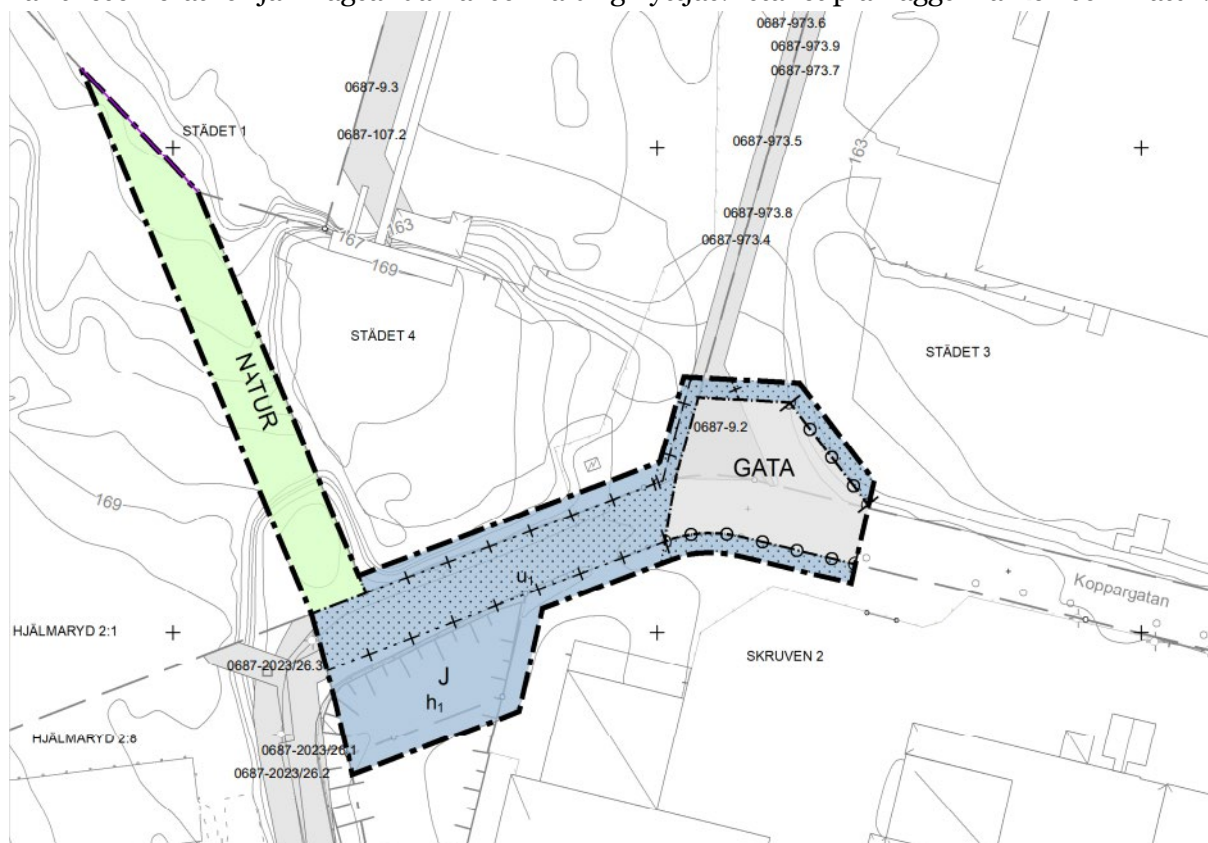 0687-973.6
0687-973.9
0687-973.7
0687-9.3
STÄDET 1
0687-107.2
0687-973.5
163
0687-973.8
163
167
0687-973.4
169
STÄDET 4
STÄDET 3
NATUR
0687-9.2
GATA
169
u1
Koppargatan
HJÄLMARYD 2:1
SKRUVEN 2
0687-2023/26.3
J
h1
HJÄLMARYD 2:8
0687-2023/26.1
0687-2023/26.2